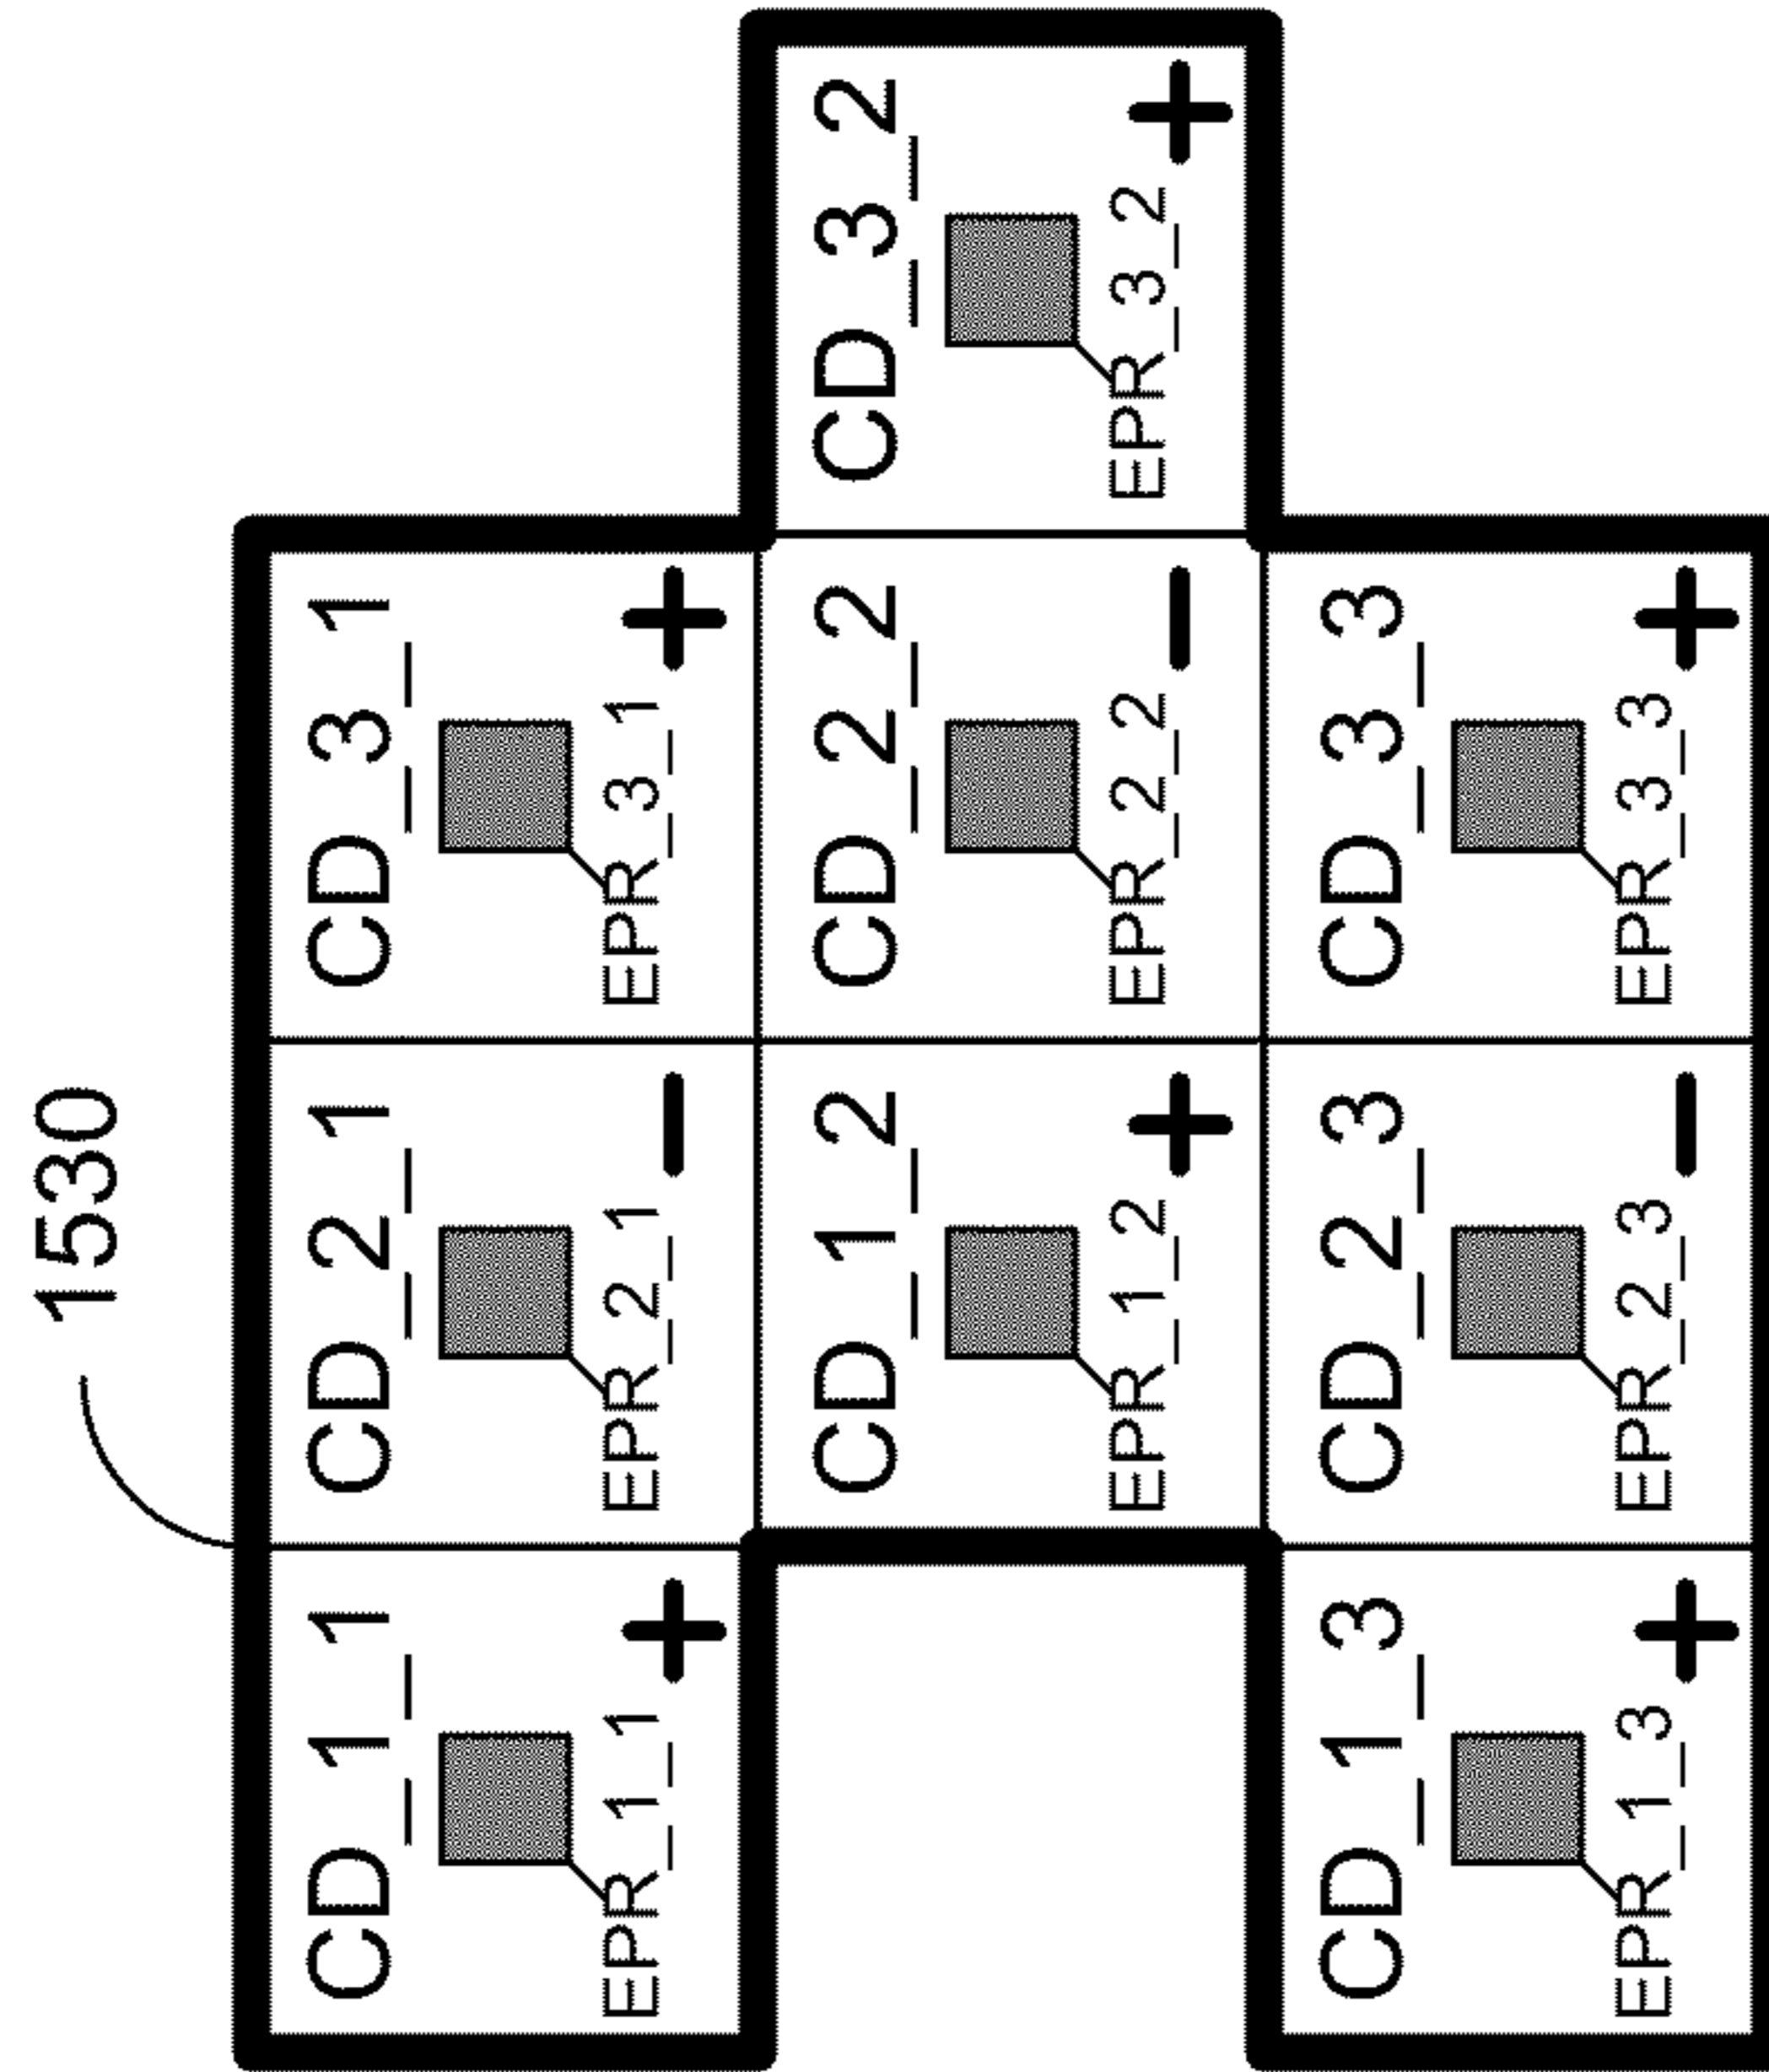 1530
CD_1_1
EPR_1_1 +
CD_2_1
EPR_2_1 −
CD_3_1
EPR_3_1 +
CD_1_2
EPR_1_2 +
CD_2_2
EPR_2_2 −
CD_3_2
EPR_3_2 +
CD_1_3
EPR_1_3 +
CD_2_3
EPR_2_3 −
CD_3_3
EPR_3_3 +